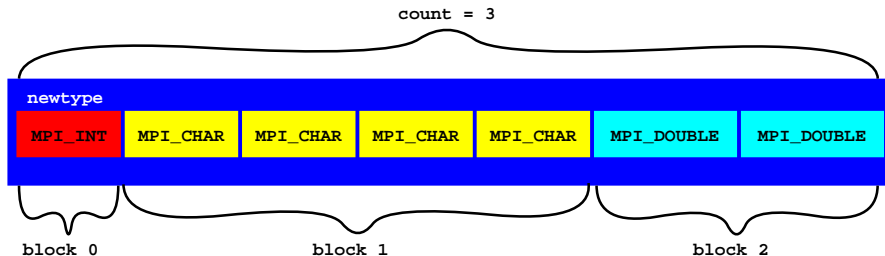 count = 3
newtype
MPI_INT MPI_CHAR MPI_CHAR MPI_CHAR MPI_CHAR MPI_DOUBLE MPI_DOUBLE
block 0 block 1 block 2